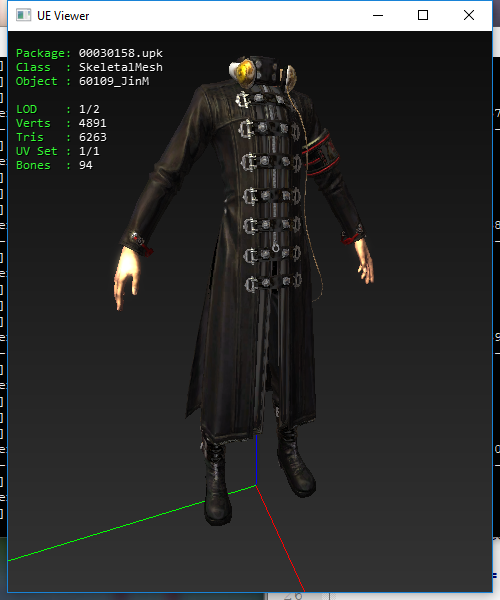 UE Viewer
Package: 00030158.upk
Class : SkeletalMesh
Object : 60109_JinM
LOD : 1/2
Verts : 4891
Tris : 6263
UV Set : 1/1
Bones : 94